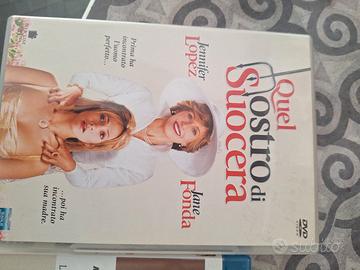 Prima ha
incontrato
l'uomo
perfetto...
Jennifer
Lopez
Quel
Mostro di
Suocera
Jane
Fonda
...poi ha
incontrato
sua madre.
DVD
subito.it